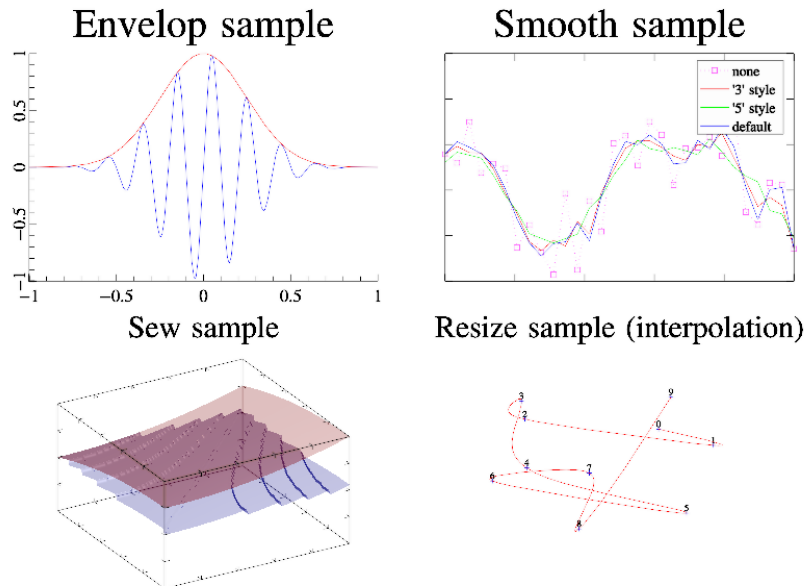 Envelop sample
1
0.5
0
−0.5
−1
−1
−0.5
0
0.5
1
Smooth sample
none
'3' style
'5' style
default
Sew sample
Resize sample (interpolation)
3
9
2
0
1
4
7
6
5
8